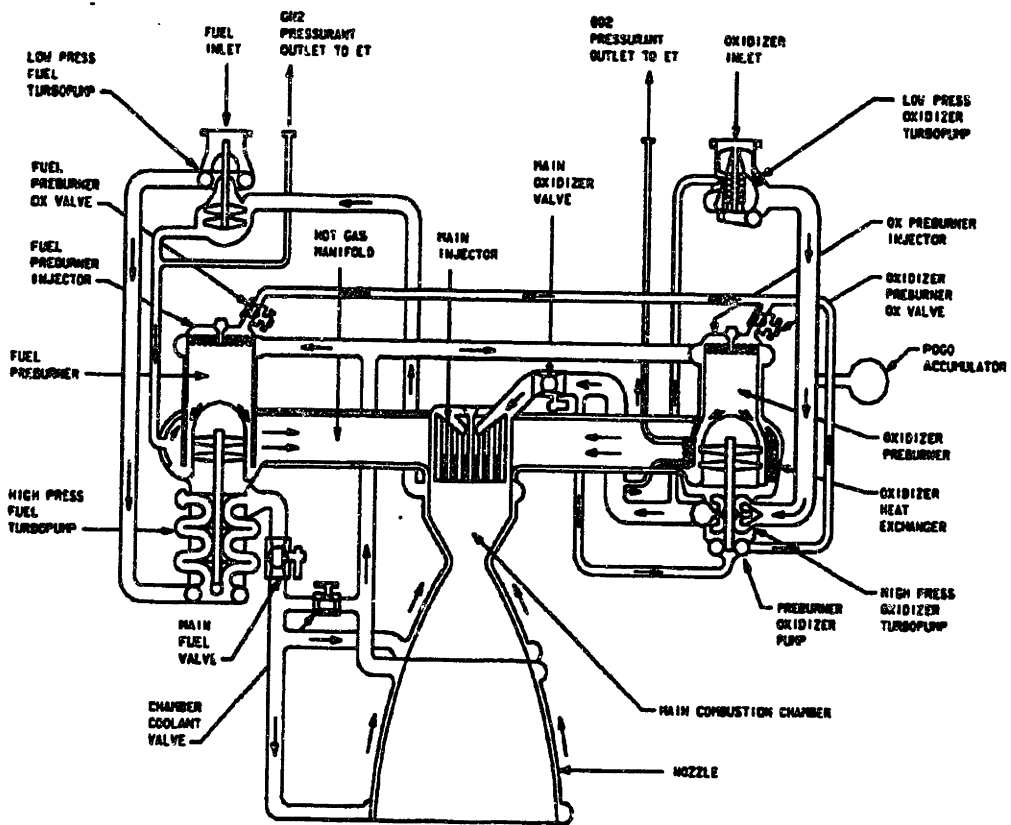 GH2
PRESSURANT
OUTLET TO ET
FUEL
INLET
LOW PRESS
FUEL
TURBOPUMP
FUEL
PREBURNER
OX VALVE
FUEL
PREBURNER
INJECTOR
FUEL
PREBURNER
HIGH PRESS
FUEL
TURBOPUMP
HOT GAS
MANIFOLD
MAIN
INJECTOR
MAIN
OXIDIZER
VALVE
GO2
PRESSURANT
OUTLET TO ET
OXIDIZER
INLET
LOW PRESS
OXIDIZER
TURBOPUMP
OX PREBURNER
INJECTOR
OXIDIZER
PREBURNER
OX VALVE
POGO
ACCUMULATOR
OXIDIZER
PREBURNER
OXIDIZER
HEAT
EXCHANGER
HIGH PRESS
OXIDIZER
TURBOPUMP
PREBURNER
OXIDIZER
PUMP
MAIN
FUEL
VALVE
CHAMBER
COOLANT
VALVE
MAIN COMBUSTION CHAMBER
NOZZLE